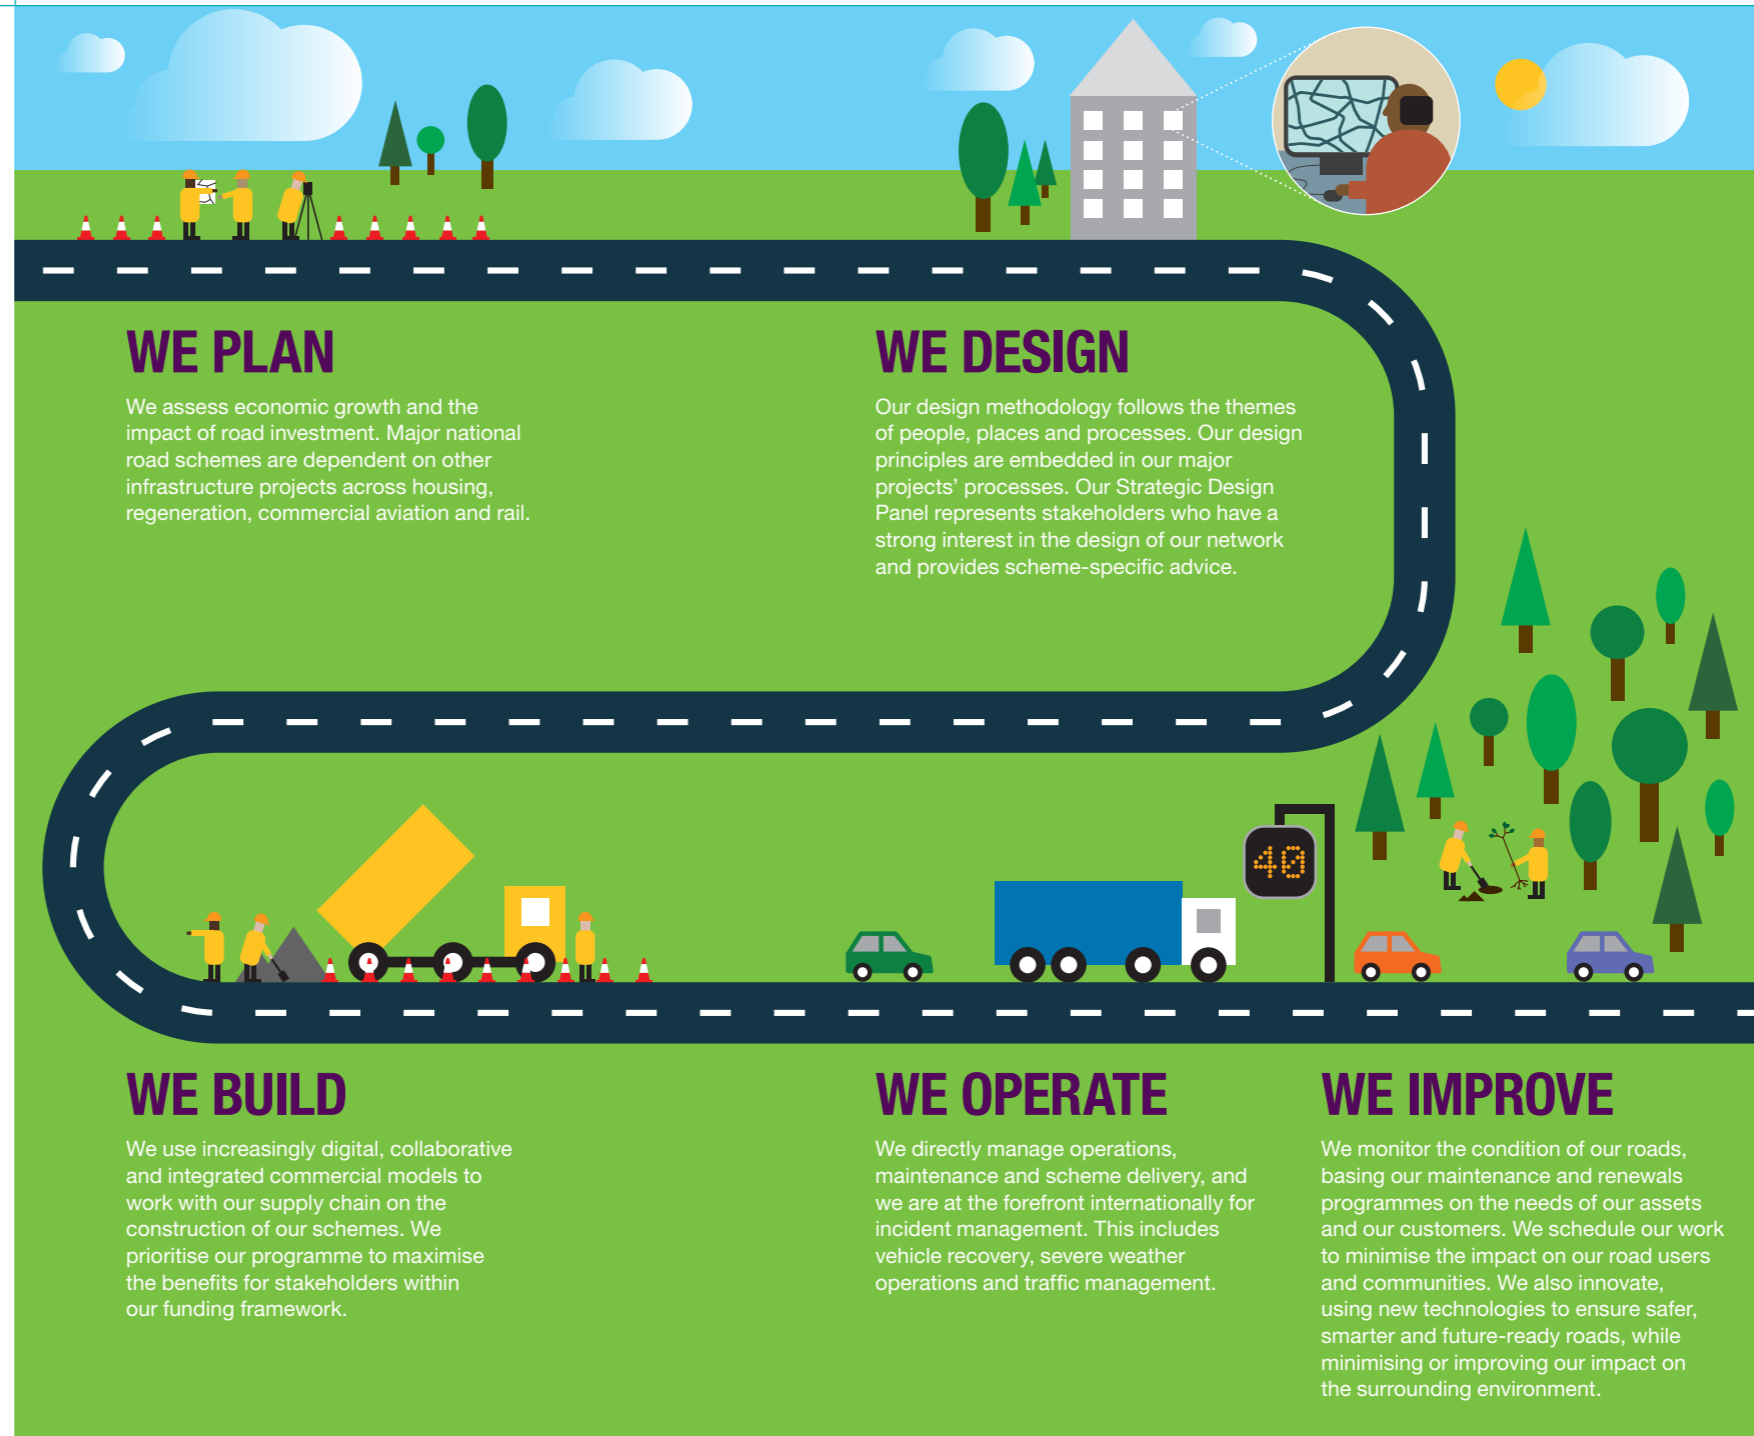 WE PLAN
We assess economic growth and the
impact of road investment. Major national
road schemes are dependent on other
infrastructure projects across housing,
regeneration, commercial aviation and rail.
WE DESIGN
Our design methodology follows the themes
of people, places and processes. Our design
principles are embedded in our major
projects’ processes. Our Strategic Design
Panel represents stakeholders who have a
strong interest in the design of our network
and provides scheme-specific advice.
40
WE BUILD
We use increasingly digital, collaborative
and integrated commercial models to
work with our supply chain on the
construction of our schemes. We
prioritise our programme to maximise
the benefits for stakeholders within
our funding framework.
WE OPERATE
We directly manage operations,
maintenance and scheme delivery, and
we are at the forefront internationally for
incident management. This includes
vehicle recovery, severe weather
operations and traffic management.
WE IMPROVE
We monitor the condition of our roads,
basing our maintenance and renewals
programmes on the needs of our assets
and our customers. We schedule our work
to minimise the impact on our road users
and communities. We also innovate,
using new technologies to ensure safer,
smarter and future-ready roads, while
minimising or improving our impact on
the surrounding environment.